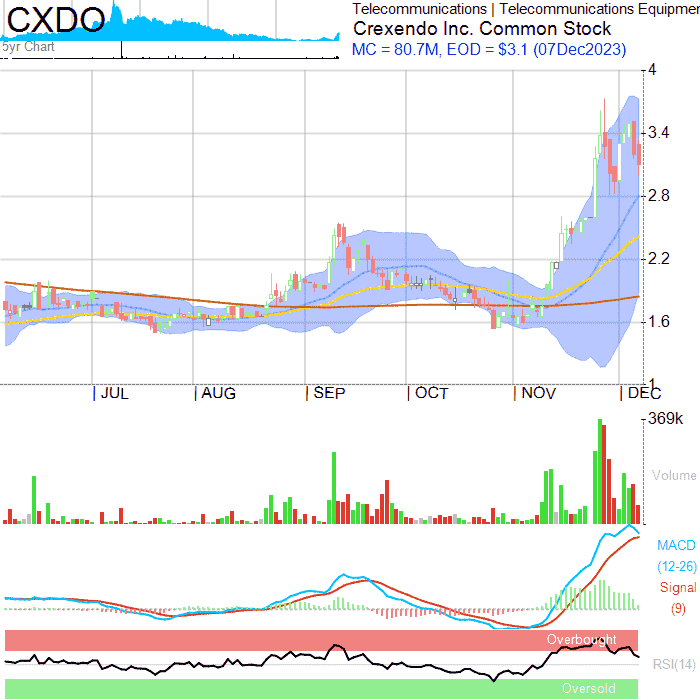 CXDO
Telecommunications | Telecommunications Equipmen
Crexendo Inc. Common Stock
5yr Chart
MC = 80.7M, EOD = $3.1 (07Dec2023)
4
3.4
2.8
2.2
1.6
1
| JUL | AUG | SEP | OCT | NOV | DEC
369k
Volume
MACD
(12-26)
Signal
(9)
Overbought
RSI(14)
Oversold